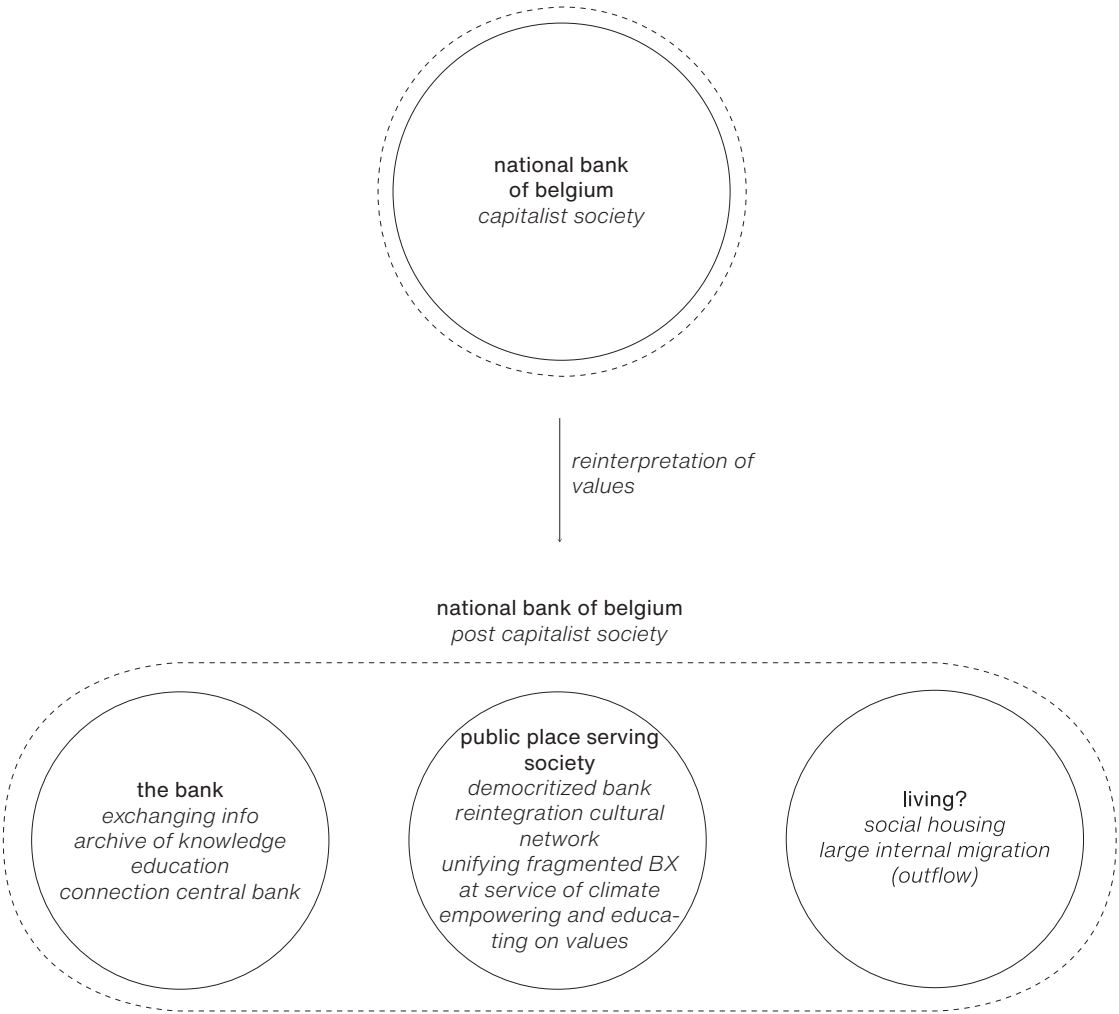 national bank
of belgium
capitalist society
reinterpretation of
values
national bank of belgium
post capitalist society
the bank
exchanging info
archive of knowledge
education
connection central bank
public place serving
society
democritized bank
reintegration cultural
network
unifying fragmented BX
at service of climate
empowering and educa-
ting on values
living?
social housing
large internal migration
(outflow)